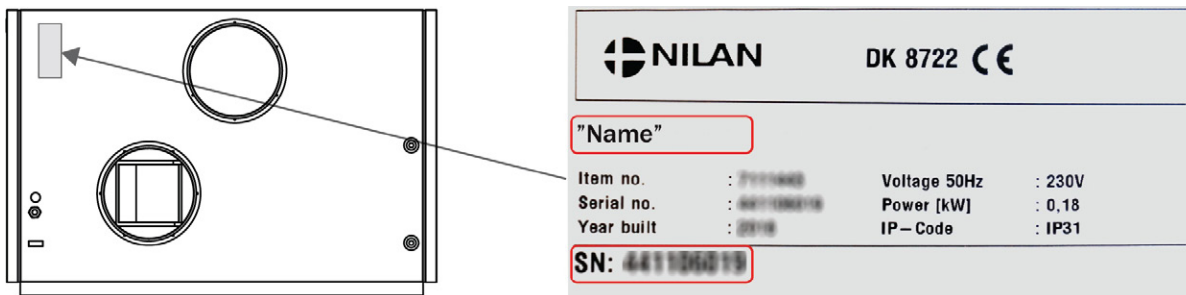 NILAN DK 8722 CE
"Name"
Item no. :
Voltage 50Hz : 230V
Serial no. :
Power [kW] : 0,18
Year built :
IP-Code : IP31
SN: